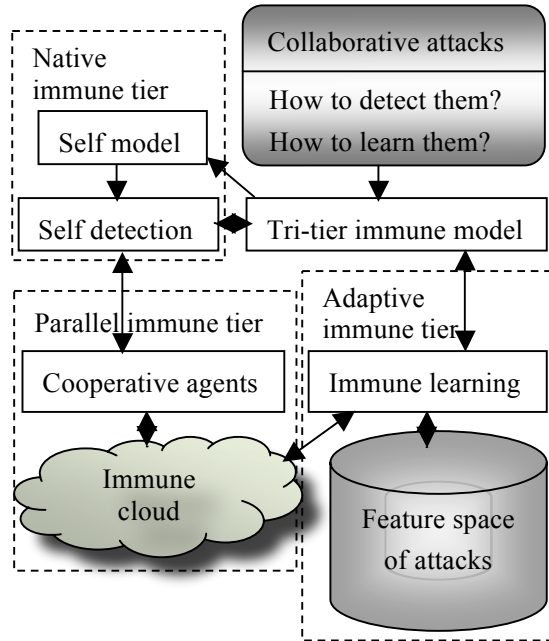 Native
immune tier
Self model
Self detection
Collaborative attacks
How to detect them?
How to learn them?
Tri-tier immune model
Parallel immune tier
Cooperative agents
Immune
cloud
Adaptive
immune tier
Immune learning
Feature space
of attacks